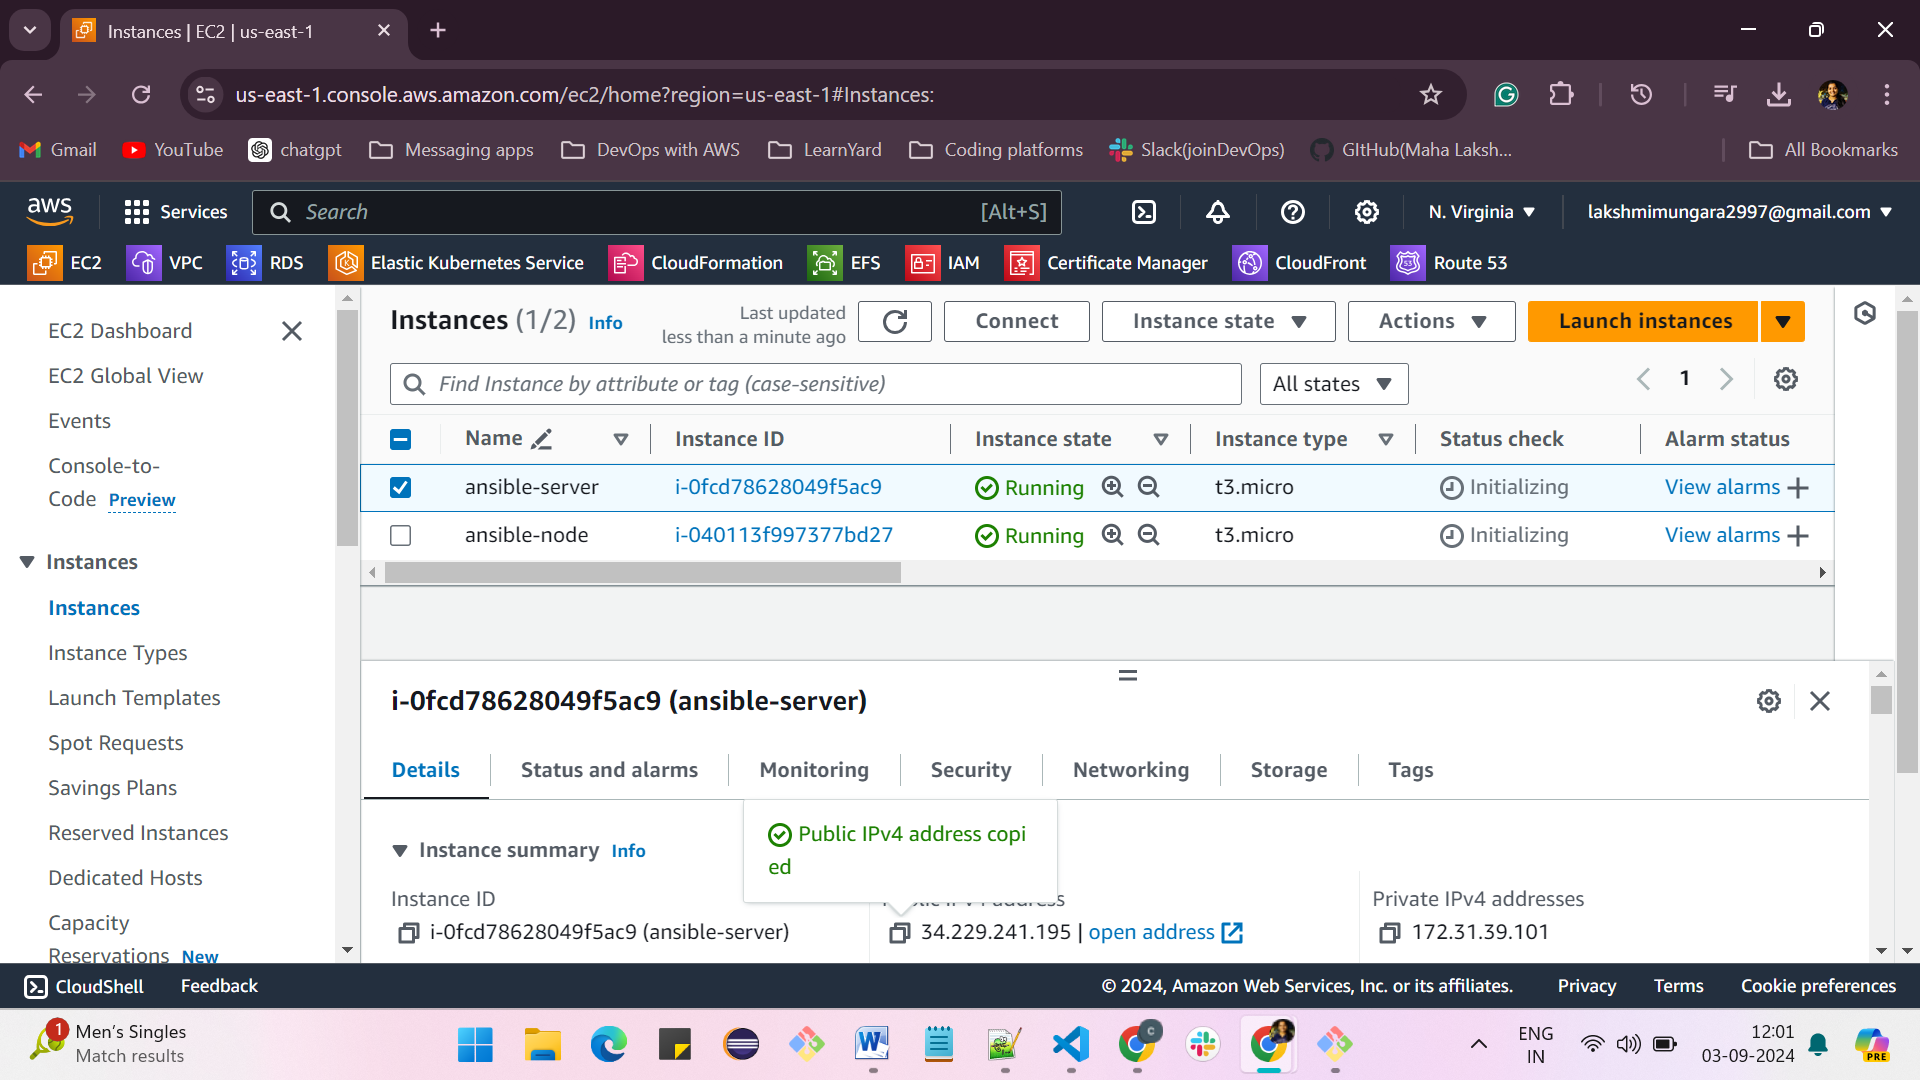 Instances | EC2 | us-east-1
us-east-1.console.aws.amazon.com/ec2/home?region=us-east-1#Instances:
Gmail YouTube chatgpt Messaging apps DevOps with AWS LearnYard Coding platforms Slack(joinDevOps) GItHub(Maha Laksh... All Bookmarks
aws Services Search [Alt+S] N. Virginia lakshmimungara2997@gmail.com
EC2 VPC RDS Elastic Kubernetes Service CloudFormation EFS IAM Certificate Manager CloudFront Route 53
EC2 Dashboard
EC2 Global View
Events
Console-to-
Code Preview
Instances
Instances
Instance Types
Launch Templates
Spot Requests
Savings Plans
Reserved Instances
Dedicated Hosts
Capacity
Reservations New
Instances (1/2) Info
Last updated
less than a minute ago
Connect Instance state Actions Launch instances
Find Instance by attribute or tag (case-sensitive) All states 1
Name Instance ID Instance state Instance type Status check Alarm status
ansible-server i-0fcd78628049f5ac9 Running t3.micro Initializing View alarms
ansible-node i-040113f997377bd27 Running t3.micro Initializing View alarms
i-0fcd78628049f5ac9 (ansible-server)
Details Status and alarms Monitoring Security Networking Storage Tags
Public IPv4 address copi
ed
Instance summary Info
Instance ID address Private IPv4 addresses
i-0fcd78628049f5ac9 (ansible-server) 34.229.241.195 | open address 172.31.39.101
CloudShell Feedback © 2024, Amazon Web Services, Inc. or its affiliates. Privacy Terms Cookie preferences
1 Men's Singles
Match results
C
ENG
IN
12:01
03-09-2024
PRE